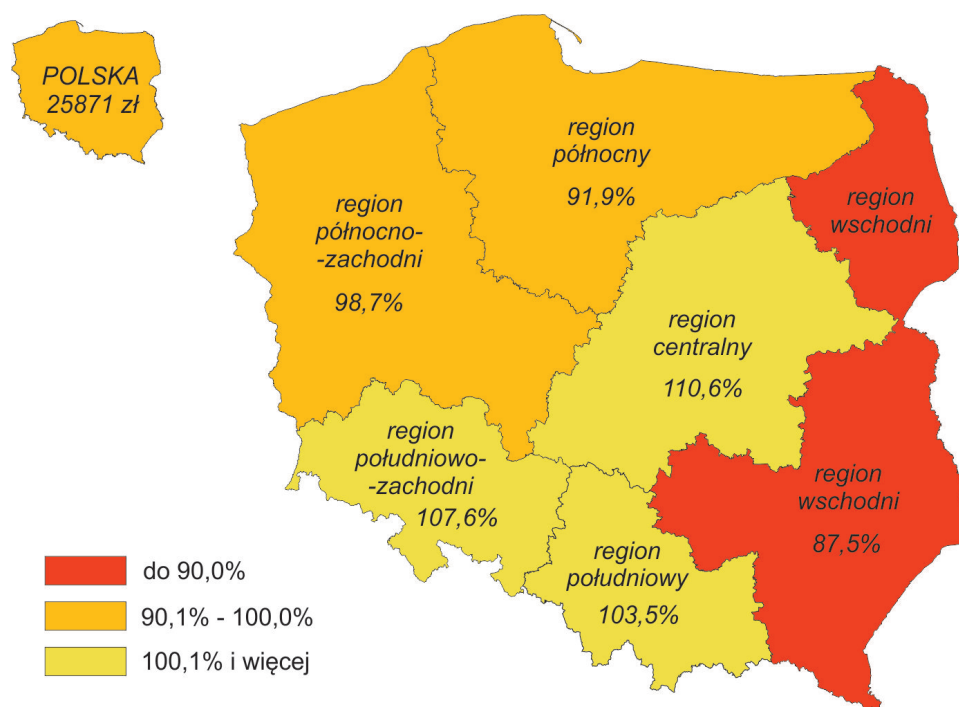 POLSKA
25871 zł
region
północny
91,9%
region
wschodni
region
północno-
-zachodni
98,7%
region
centralny
110,6%
region
południowo-
-zachodni
107,6%
region
wschodni
87,5%
region
południowy
103,5%
do 90,0%
90,1% - 100,0%
100,1% i więcej